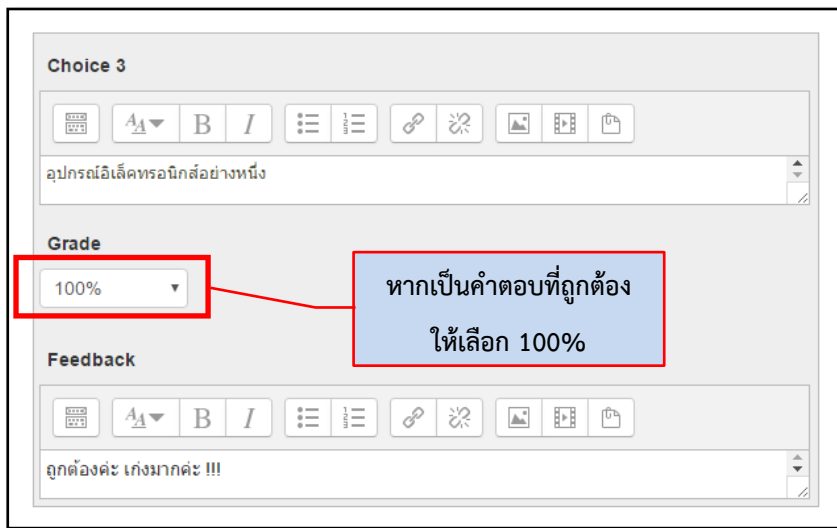 Choice 3
อุปกรณ์อิเล็คทรอนิกส์อย่างหนึ่ง
Grade
100%
หากเป็นคำตอบที่ถูกต้อง
ให้เลือก 100%
Feedback
ถูกต้องค่ะ เก่งมากค่ะ !!!